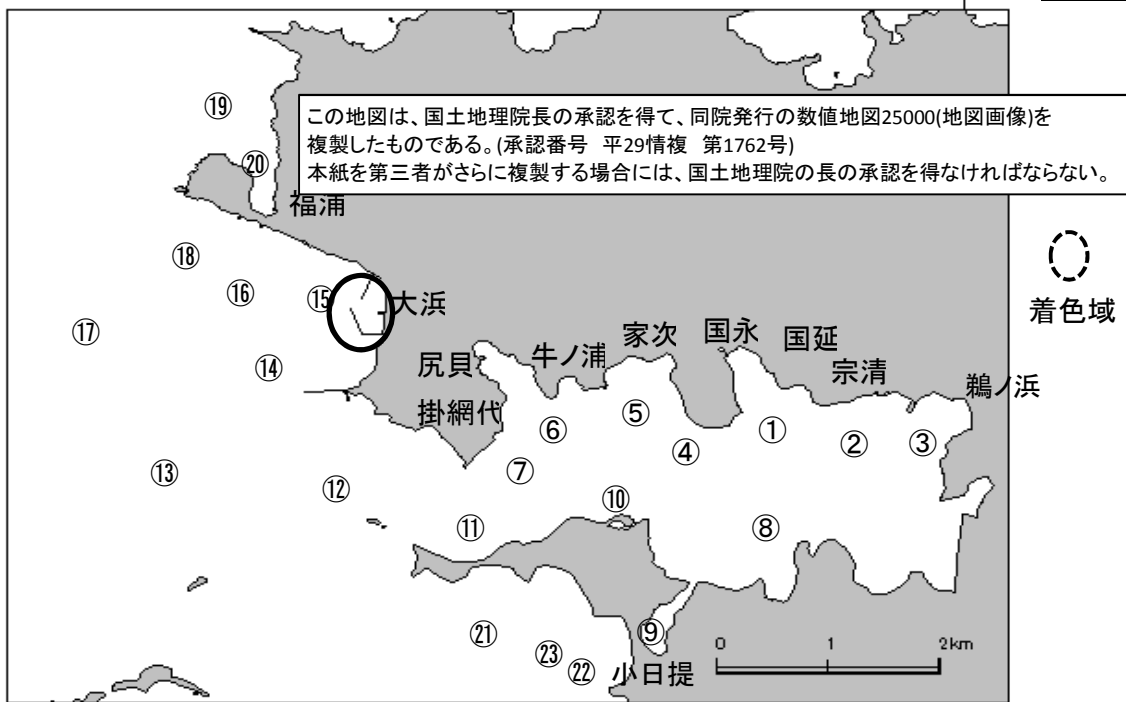 ⑲
この地図は、国土地理院長の承認を得て、同院発行の数値地図25000(地図画像)を
複製したものである。(承認番号 平29情複 第1762号)
本紙を第三者がさらに複製する場合には、国土地理院の長の承認を得なければならない。
⑳
福浦
⑱
⑯
⑮
大浜
着色域
⑰
⑭
尻貝
牛ノ浦
家次
国永
国延
宗清
鵜ノ浜
掛網代
⑥
⑤
④
①
②
③
⑦
⑬
⑫
⑩
⑪
⑧
㉑
㉓
㉒
⑨
小日提
0 1 2km